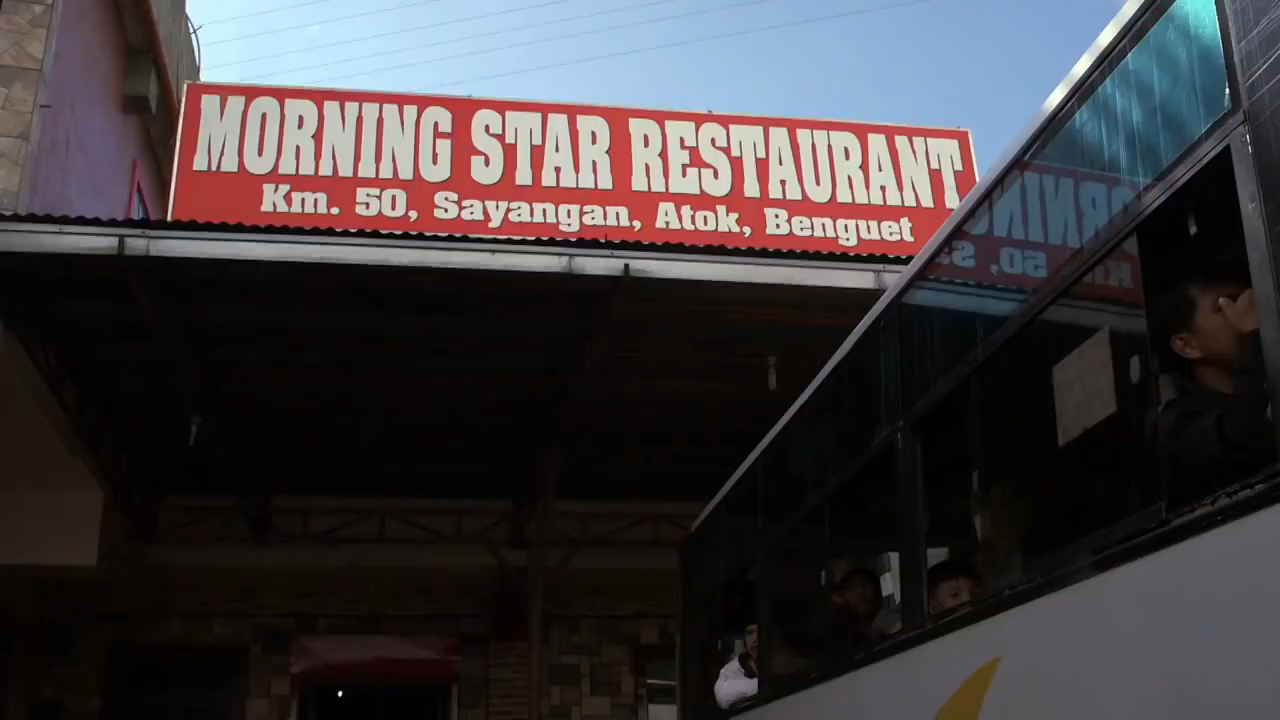 MORNING STAR RESTAURANT
Km. 50, Sayangan, Atok, Benguet